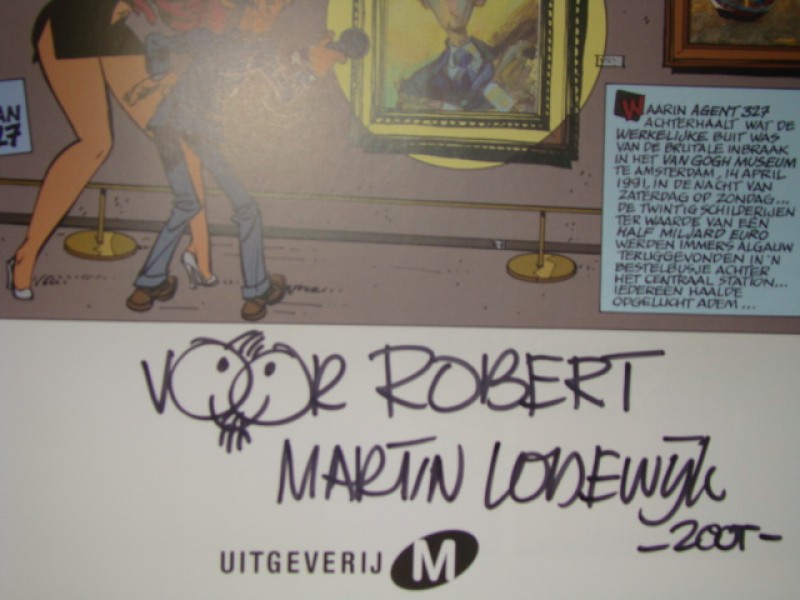 AN
27
WAARIN AGENT 327
ACHTERHAALT WAT DE
WERKELIJKE BUIT WAS
VAN DE BRUTALE INBRAAK
IN HET VAN GOGH MUSEUM
TE AMSTERDAM, 14 APRIL
1991, IN DE NACHT VAN
ZATERDAG OP ZONDAG...
DE TWINTIG SCHILDERIJEN
TER WAARDE VAN EEN
HALF MILJARD EURO
WERDEN IMMERS ALGAUW
TERUGGEVONDEN IN 'N
BESTELBUSJE ACHTER
HET CENTRAAL STATION...
IEDEREEN HAALDE
OPGELUCHT ADEM...
VOOR ROBERT
MARTIN LODEWIJK
UITGEVERIJ M